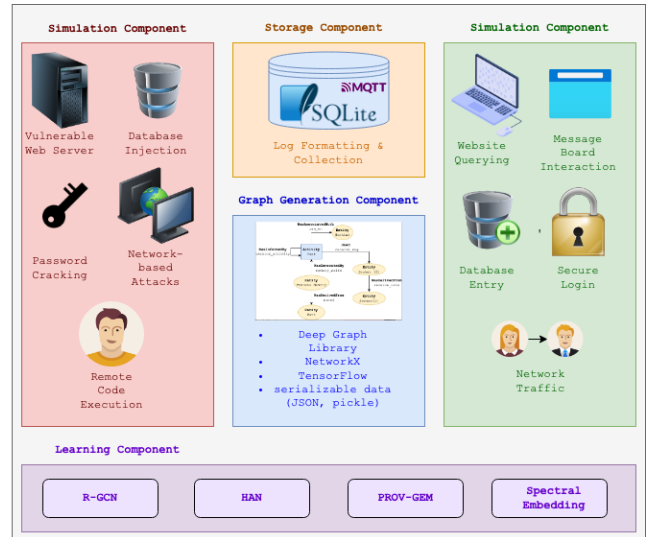 Simulation Component
Vulnerable
Web Server
Database
Injection
Password
Cracking
Network-
based
Attacks
Remote
Code
Execution
Storage Component
MQTT
SQLite
Log Formatting &
Collection
Graph Generation Component
• Deep Graph
Library
• NetworkX
• TensorFlow
• serializable data
(JSON, pickle)
Simulation Component
Website
Querying
Message
Board
Interaction
Database
Entry
Secure
Login
Network
Traffic
Learning Component
R-GCN
HAN
PROV-GEM
Spectral
Embedding